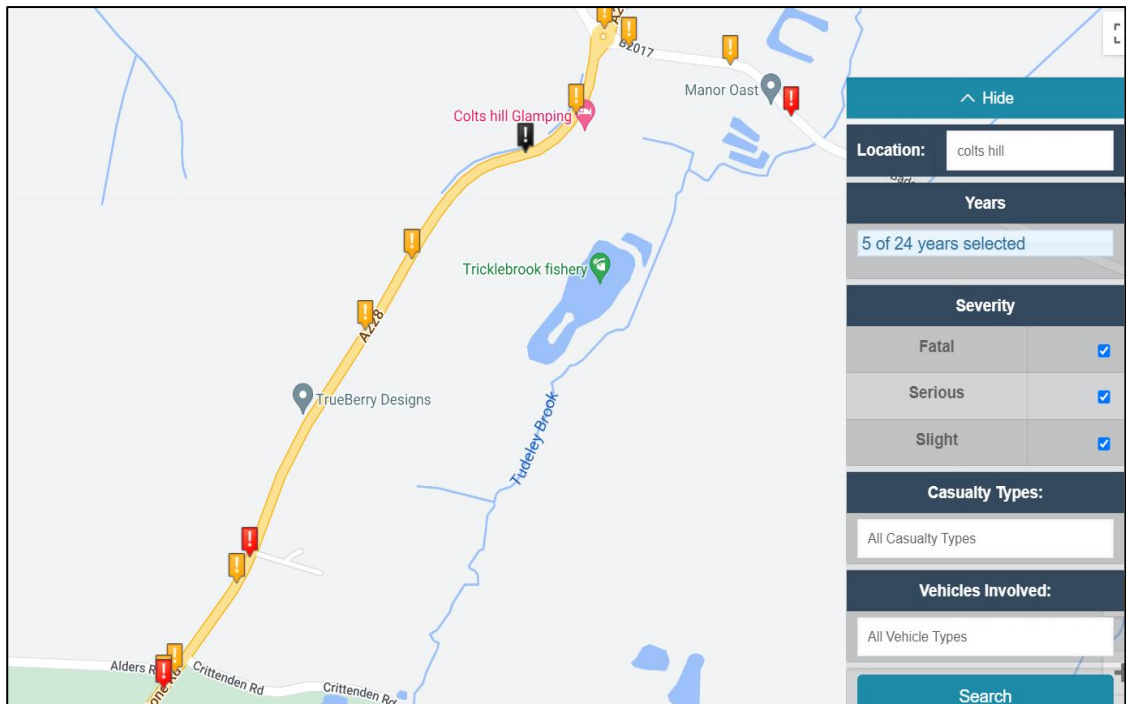 B2017
Manor Oast
Colts hill Glamping
Tricklebrook fishery
A228
TrueBerry Designs
Tudeley Brook
Alders
Crittenden Rd
Crittenden Rd
Hide
Location:
colts hill
Years
5 of 24 years selected
Severity
Fatal
Serious
Slight
Casualty Types:
All Casualty Types
Vehicles Involved:
All Vehicle Types
Search